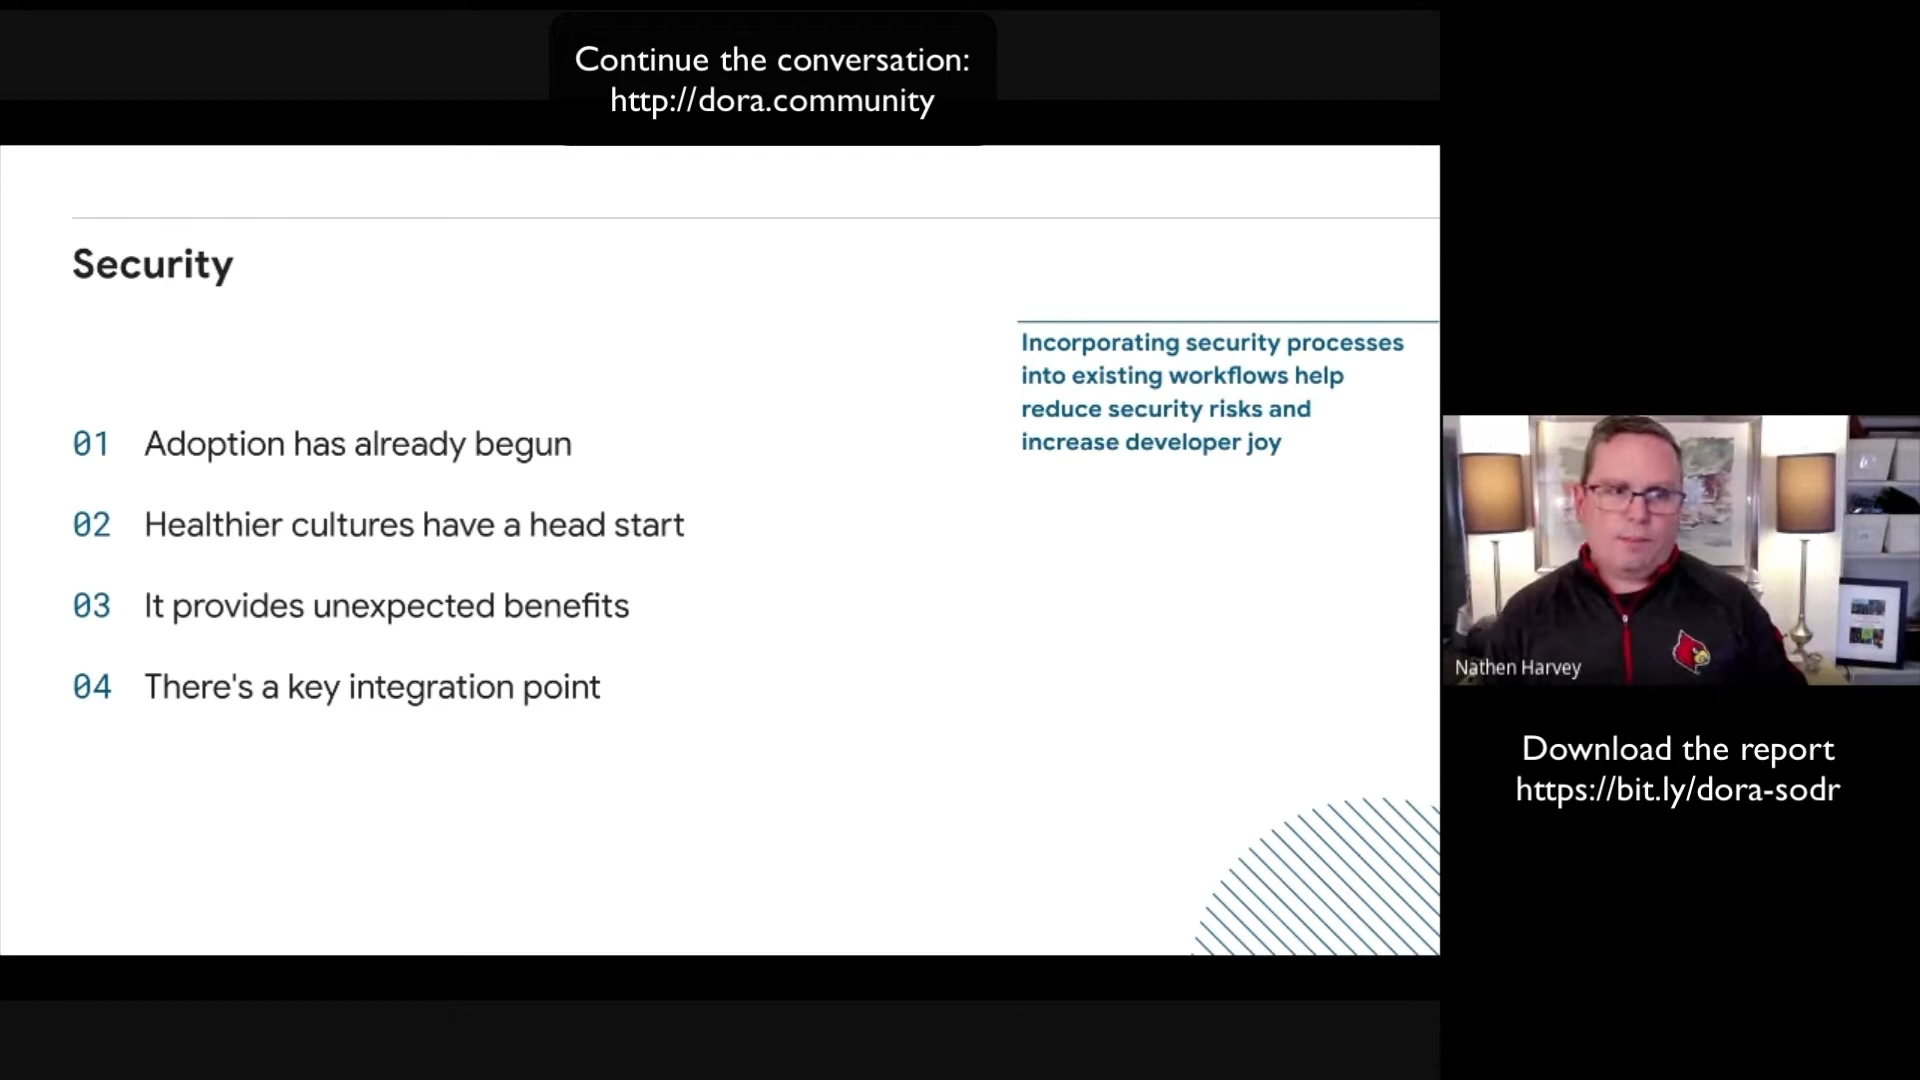 Continue the conversation:
http://dora.community
Security
Incorporating security processes
into existing workflows help
reduce security risks and
increase developer joy
01 Adoption has already begun
02 Healthier cultures have a head start
03 It provides unexpected benefits
04 There's a key integration point
Nathen Harvey
Download the report
https://bit.ly/dora-sodr